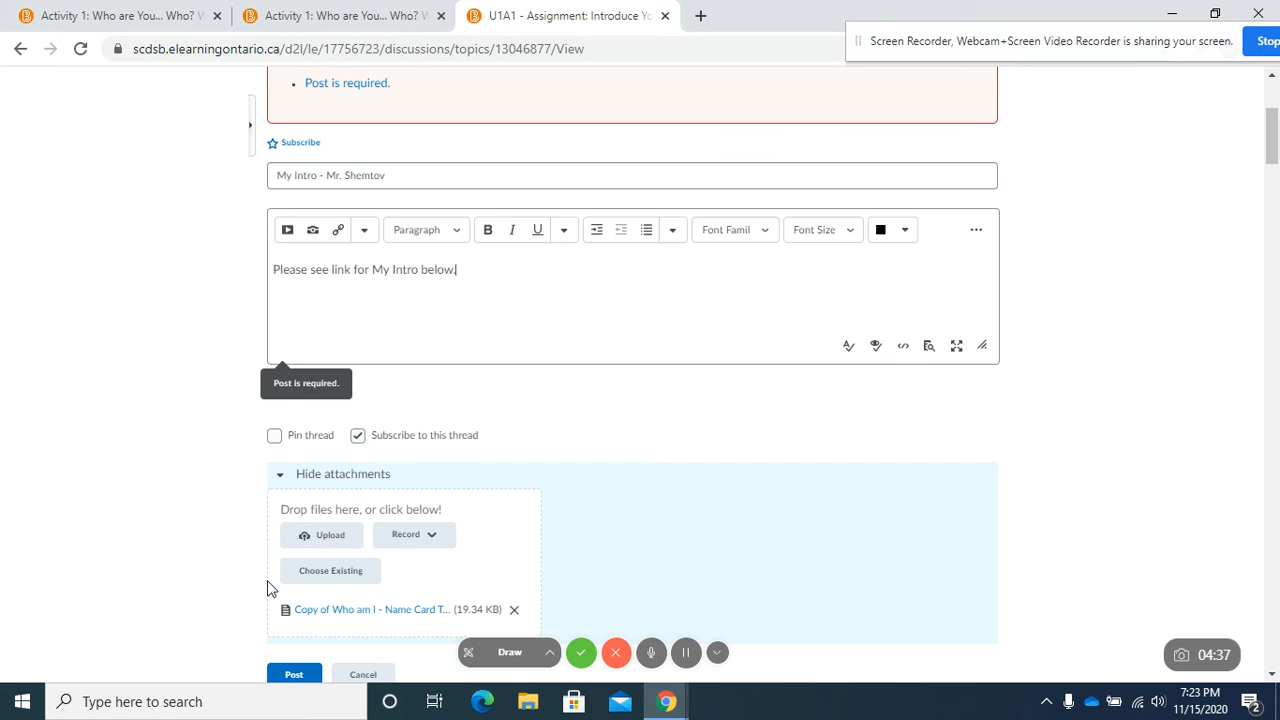 Activity 1: Who are you... Who? W
Activity 1: Who are you... Who? W
U1A1 - Assignment: Introduce Yo
scdsb.elearningontario.ca/d2l/le/17756723/discussions/topics/13046877/View
Screen Recorder, Webcam+Screen Video Recorder is sharing your screen.
Stop
Post is required.
Subscribe
My Intro - Mr. Shemtov
Paragraph
B I U
Font Famil
Font Size
Please see link for My Intro below.
Post is required.
Pin thread
Subscribe to this thread
Hide attachments
Drop files here, or click below!
Upload
Record
Choose Existing
Copy of Who am I - Name Card T... (19.34 KB)
Draw
04:37
Post
Cancel
Type here to search
7:23 PM
11/15/2020
2